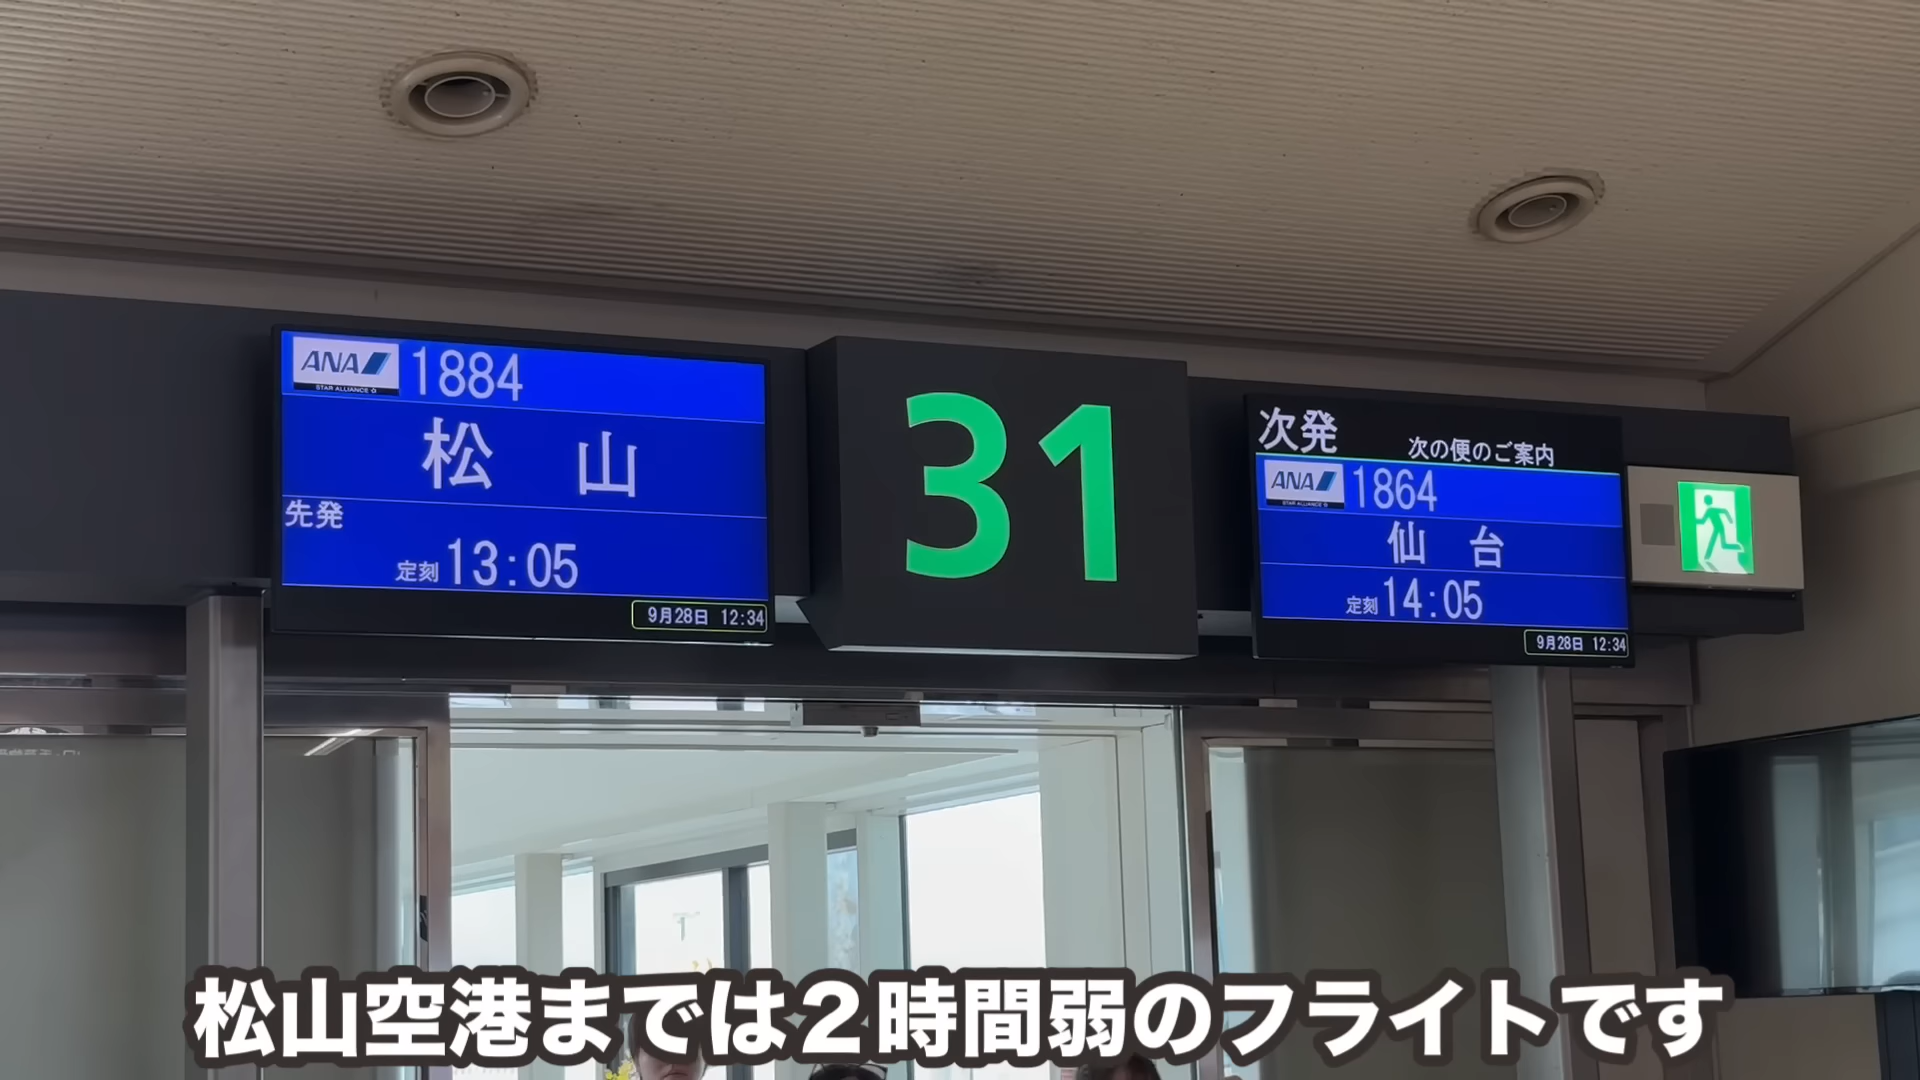 ANA 1884
STAR ALLIANCE
松 山
先発
定刻 13:05
9月28日 12:34
31
次発 次の便のご案内
ANA 1864
STAR ALLIANCE
仙 台
定刻 14:05
9月28日 12:34
松山空港までは2時間弱のフライトです